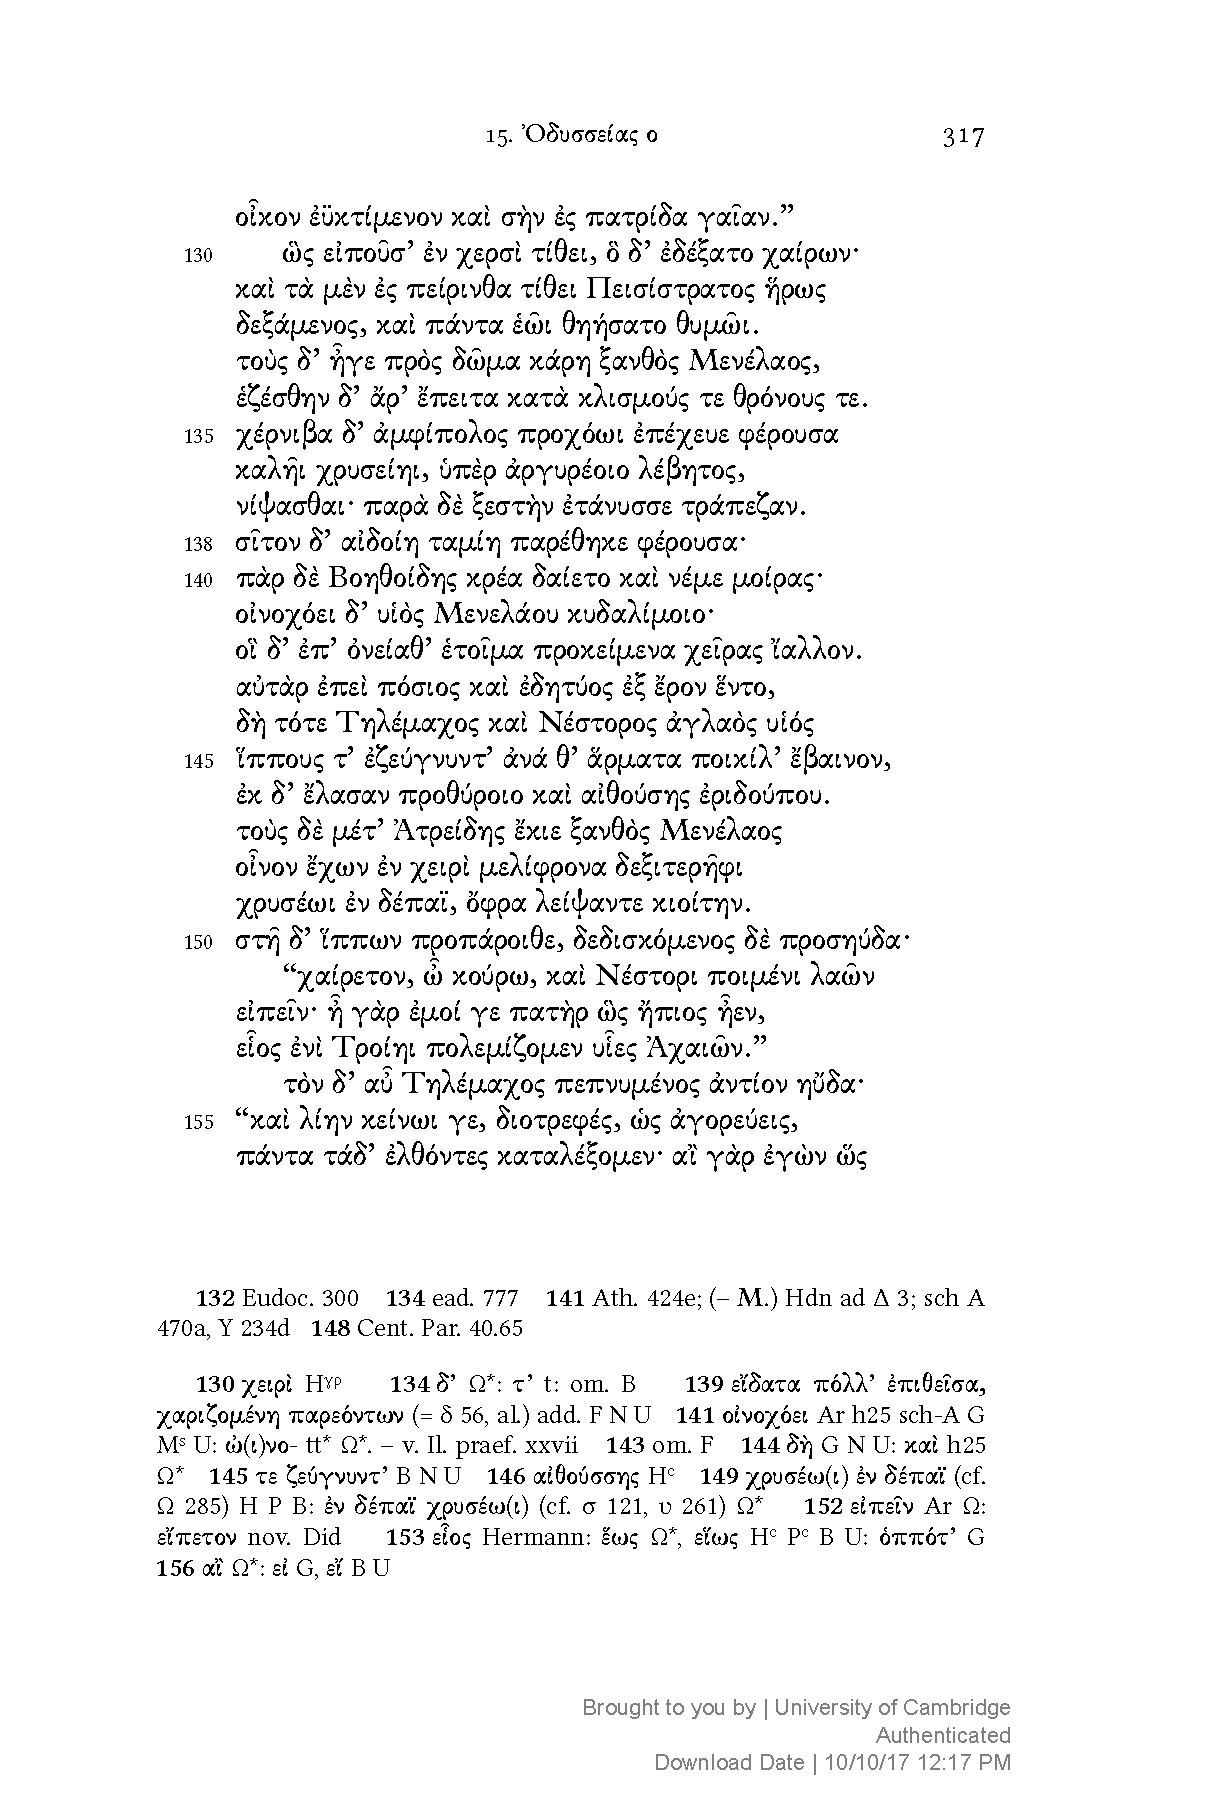 15. Ὀδυσσείας ο 317
οἶκον ἐϋκτίμενον καὶ σὴν ἐς πατρίδα γαῖαν.”
130 ὣς εἰποῦσ’ ἐν χερσὶ τίθει, ὃ δ’ ἐδέξατο χαίρων·
καὶ τὰ μὲν ἐς πείρινθα τίθει Πεισίστρατος ἥρως
δεξάμενος, καὶ πάντα ἑῶι θηήσατο θυμῶι.
τοὺς δ’ ἦγε πρὸς δῶμα κάρη ξανθὸς Μενέλαος,
ἑζέσθην δ’ ἄρ’ ἔπειτα κατὰ κλισμούς τε θρόνους τε.
135 χέρνιβα δ’ ἀμφίπολος προχόωι ἐπέχευε φέρουσα
καλῆι χρυσείηι, ὑπὲρ ἀργυρέοιο λέβητος,
νίψασθαι· παρὰ δὲ ξεστὴν ἐτάνυσσε τράπεζαν.
138 σῖτον δ’ αἰδοίη ταμίη παρέθηκε φέρουσα·
140 πὰρ δὲ Βοηθοίδης κρέα δαίετο καὶ νέμε μοίρας·
οἰνοχόει δ’ υἱὸς Μενελάου κυδαλίμοιο·
οἳ δ’ ἐπ’ ὀνείαθ’ ἑτοῖμα προκείμενα χεῖρας ἴαλλον.
αὐτὰρ ἐπεὶ πόσιος καὶ ἐδητύος ἐξ ἔρον ἕντο,
δὴ τότε Τηλέμαχος καὶ Νέστορος ἀγλαὸς υἱός
145 ἵππους τ’ ἐζεύγνυντ’ ἀνά θ’ ἅρματα ποικίλ’ ἔβαινον,
ἐκ δ’ ἔλασαν προθύροιο καὶ αἰθούσης ἐριδούπου.
τοὺς δὲ μέτ’ Ἀτρείδης ἔκιε ξανθὸς Μενέλαος
οἶνον ἔχων ἐν χειρὶ μελίφρονα δεξιτερῆφι
χρυσέωι ἐν δέπαϊ, ὄφρα λείψαντε κιοίτην.
150 στῆ δ’ ἵππων προπάροιθε, δεδισκόμενος δὲ προσηύδα·
“χαίρετον, ὦ κούρω, καὶ Νέστορι ποιμένι λαῶν
εἰπεῖν· ἦ γὰρ ἐμοί γε πατὴρ ὣς ἤπιος ἦεν,
εἷος ἐνὶ Τροίηι πολεμίζομεν υἷες Ἀχαιῶν.”
τὸν δ’ αὖ Τηλέμαχος πεπνυμένος ἀντίον ηὔδα·
155 “καὶ λίην κείνωι γε, διοτρεφές, ὡς ἀγορεύεις,
πάντα τάδ’ ἐλθόντες καταλέξομεν· αἲ γὰρ ἐγὼν ὣς
132 Eudoc. 300 134 ead. 777 141 Ath. 424e; (– Μ.) Hdn ad Δ 3; sch A
470a, Υ 234d 148 Cent. Par. 40.65
130 χειρὶ Hγρ 134 δ’ Ω*: τ’ t: om. B 139 εἴδατα πόλλ’ ἐπιθεῖσα,
χαριζομένη παρεόντων (= δ 56, al.) add. F N U 141 οἰνοχόει Ar h25 sch-A G
Ms U: ὠ(ι)νο- tt* Ω*. – v. Il. praef. xxvii 143 om. F 144 δὴ G N U: καὶ h25
Ω* 145 τε ζεύγνυντ’ B N U 146 αἰθούσσης Hc 149 χρυσέω(ι) ἐν δέπαϊ (cf.
Ω 285) H P B: ἐν δέπαϊ χρυσέω(ι) (cf. σ 121, υ 261) Ω* 152 εἰπεῖν Ar Ω:
εἴπετον nov. Did 153 εἷος Hermann: ἕως Ω*, εἵως Hc Pc B U: ὁππότ’ G
156 αἲ Ω*: εἰ G, εἴ B U
Brought to you by | University of Cambridge
Authenticated
Download Date | 10/10/17 12:17 PM